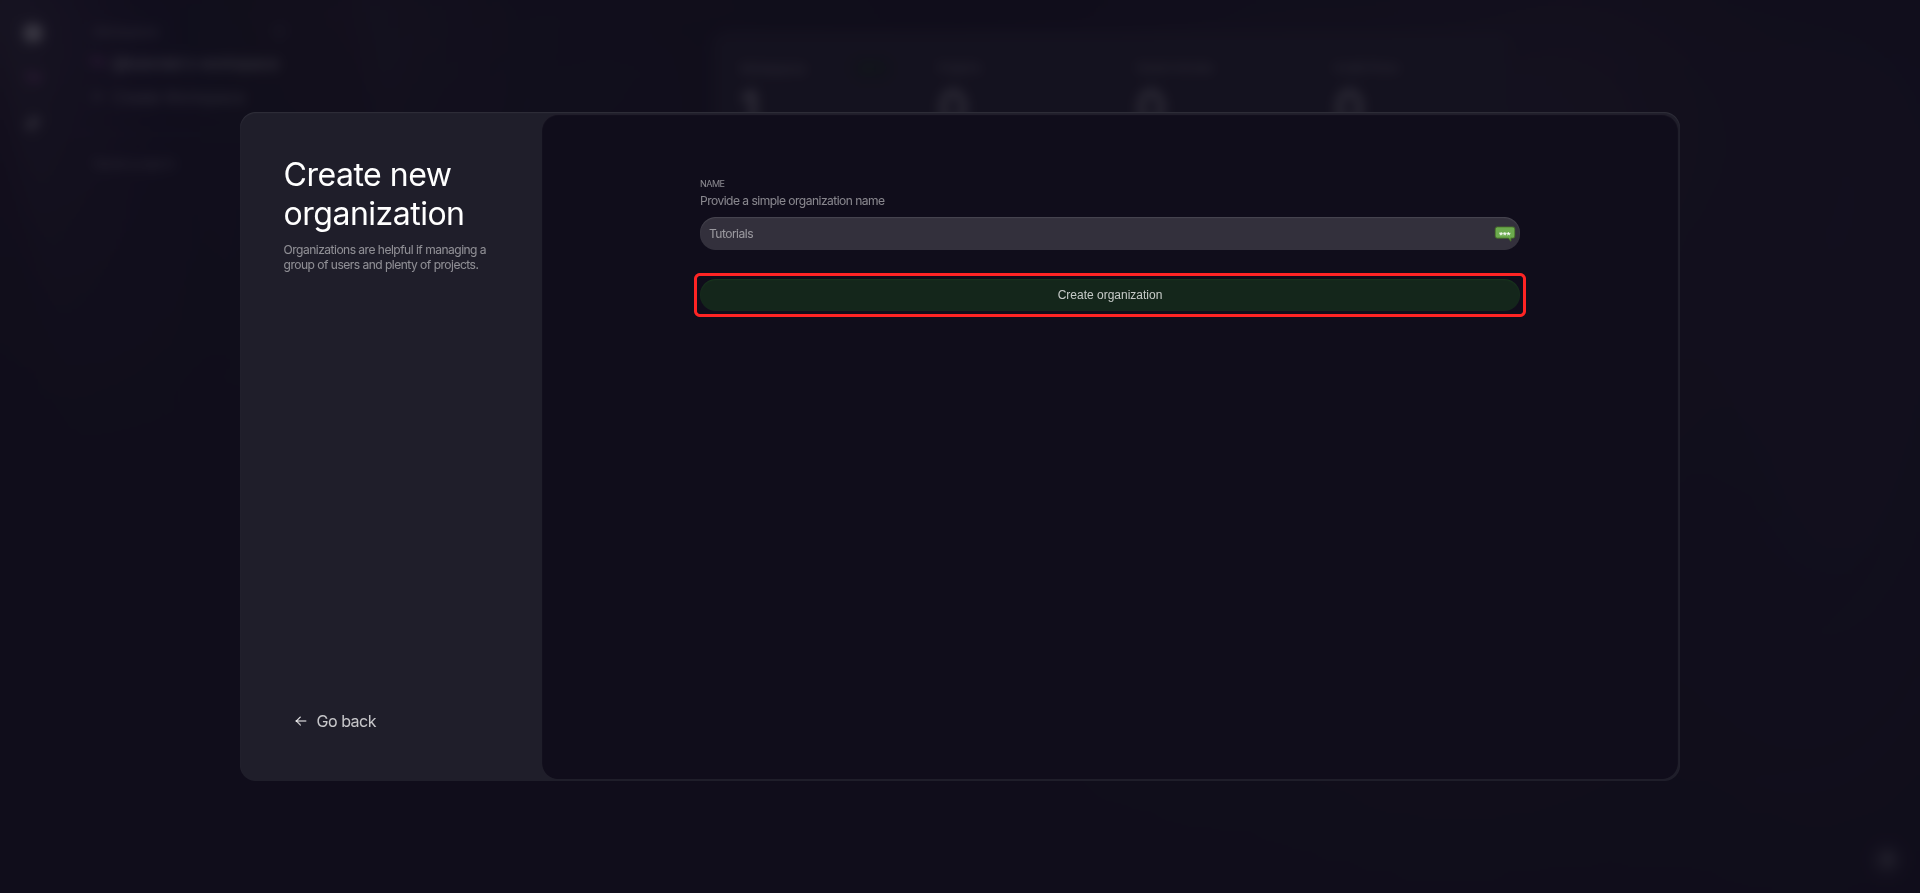 Create new
organization
Organizations are helpful if managing a
group of users and plenty of projects.
NAME
Provide a simple organization name
Tutorials
Create organization
Go back